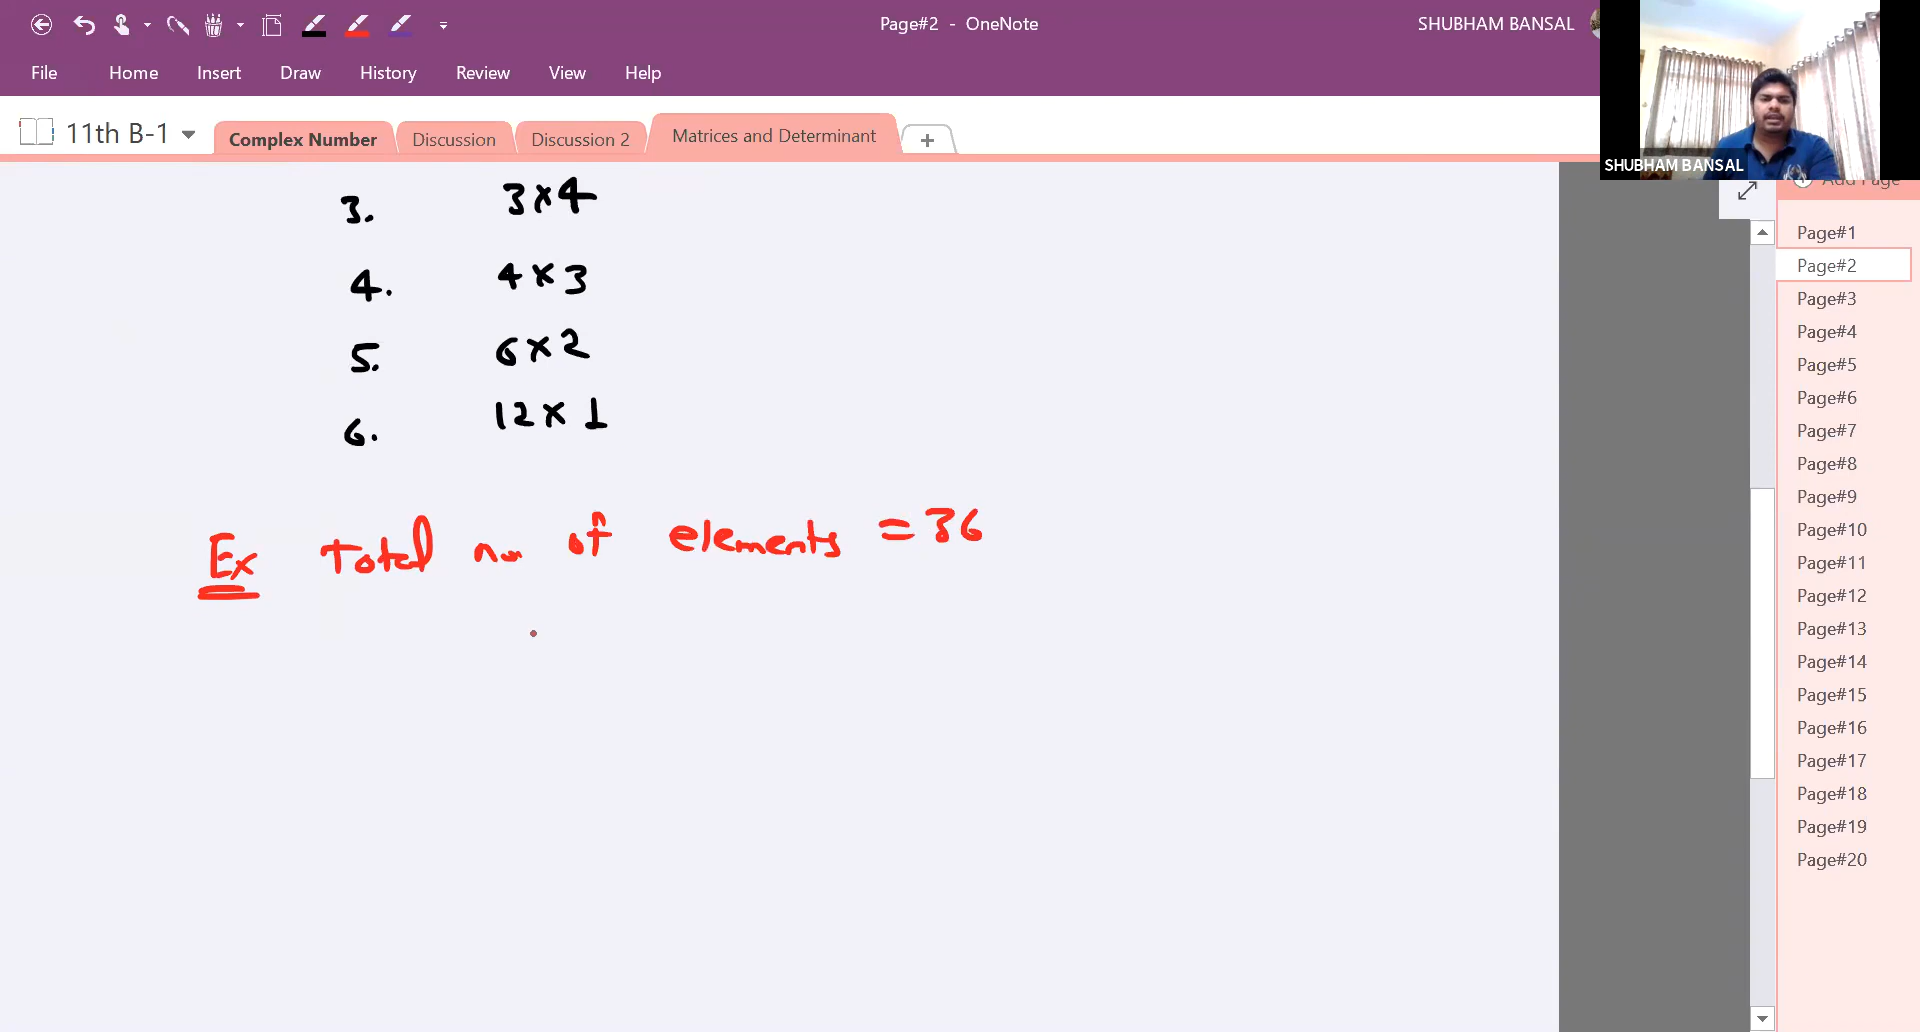 Page#2 - OneNote
SHUBHAM BANSAL
File Home Insert Draw History Review View Help
11th B-1
Complex Number
Discussion
Discussion 2
Matrices and Determinant
SHUBHAM BANSAL
Add Page
3. 3×4
4. 4×3
5. 6×2
6. 12×1
Ex Total no of elements = 36
Page#1
Page#2
Page#3
Page#4
Page#5
Page#6
Page#7
Page#8
Page#9
Page#10
Page#11
Page#12
Page#13
Page#14
Page#15
Page#16
Page#17
Page#18
Page#19
Page#20